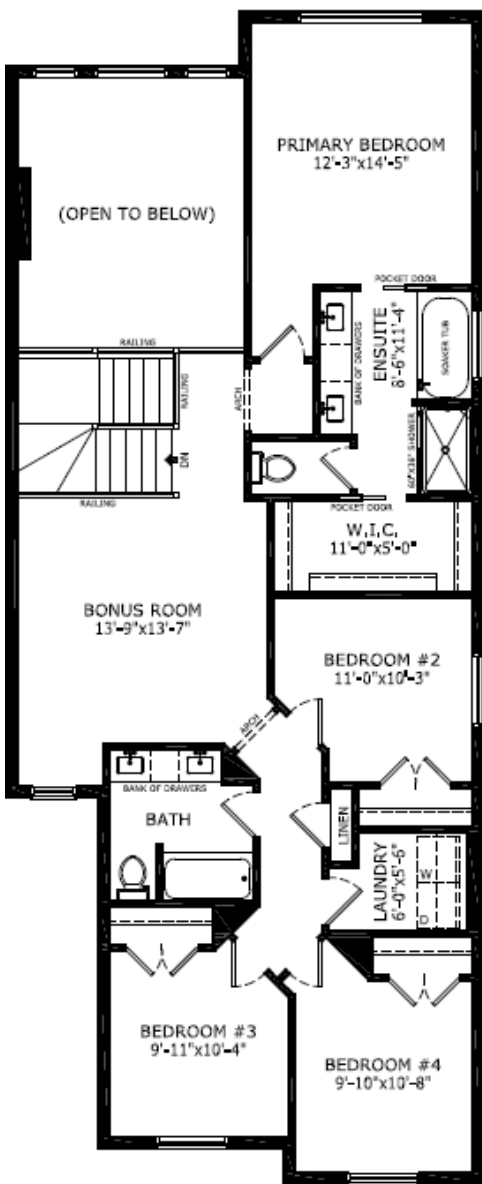 PRIMARY BEDROOM
12'-3"x14'-5"
(OPEN TO BELOW)
POCKET DOOR
ENSUITE
8'-6"x11'-4"
BANK OF DRAWERS
SOAKER TUB
RAILING
RAILING
ARCH
DN
60"x36" SHOWER
RAILING
POCKET DOOR
W.I.C.
11'-0"x5'-0"
BONUS ROOM
13'-9"x13'-7"
BEDROOM #2
11'-0"x10'-3"
ARCH
BANK OF DRAWERS
BATH
LINEN
LAUNDRY
6'-0"x5'-6"
W
D
BEDROOM #3
9'-11"x10'-4"
BEDROOM #4
9'-10"x10'-8"